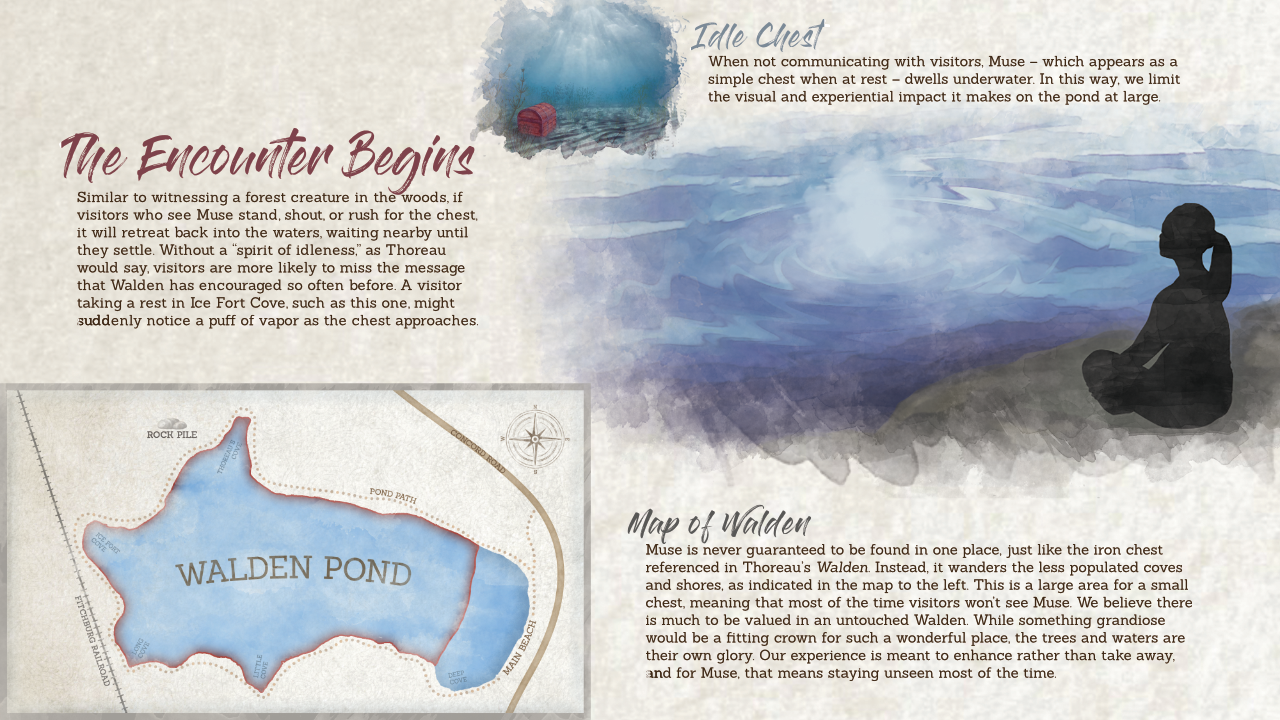 Idle Chest
When not communicating with visitors, Muse – which appears as a
simple chest when at rest – dwells underwater. In this way, we limit
the visual and experiential impact it makes on the pond at large.
The Encounter Begins
Similar to witnessing a forest creature in the woods, if
visitors who see Muse stand, shout, or rush for the chest,
it will retreat back into the waters, waiting nearby until
they settle. Without a “spirit of idleness,” as Thoreau
would say, visitors are more likely to miss the message
that Walden has encouraged so often before. A visitor
taking a rest in Ice Fort Cove, such as this one, might
suddenly notice a puff of vapor as the chest approaches.
ROCK PILE
THOREAU'S
COVE
CONCORD ROAD
N
W
E
S
POND PATH
ICE FORT
COVE
WALDEN POND
FITCHBURG RAILROAD
LONG
COVE
LITTLE
COVE
DEEP
COVE
MAIN BEACH
Map of Walden
Muse is never guaranteed to be found in one place, just like the iron chest
referenced in Thoreau's Walden. Instead, it wanders the less populated coves
and shores, as indicated in the map to the left. This is a large area for a small
chest, meaning that most of the time visitors won't see Muse. We believe there
is much to be valued in an untouched Walden. While something grandiose
would be a fitting crown for such a wonderful place, the trees and waters are
their own glory. Our experience is meant to enhance rather than take away,
and for Muse, that means staying unseen most of the time.